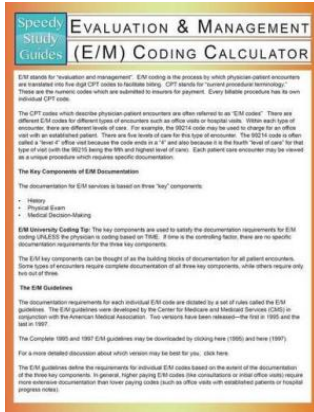 Speedy
Study
Guides
EVALUATION & MANAGEMENT
(E/M) CODING CALCULATOR
E/M stands for "evaluation and management". E/M coding is the process by which physician-patient encounters
are translated into five digit CPT codes to facilitate billing. CPT stands for "current procedural terminology."
These are the numeric codes which are submitted to insurers for payment. Every billable procedure has its own
individual CPT code.
The CPT codes which describe physician-patient encounters are often referred to as "E/M codes". There are
different E/M codes for different types of encounters such as office visits or hospital visits. Within each type of
encounter, there are different levels of care. For example, the 99214 code may be used to charge for an office
visit with an established patient. There are five levels of care for this type of encounter. The 99214 code is often
called a "level 4" office visit because the code ends in a "4" and also because it is the fourth "level of care" for that
type of visit (with the 99215 being the fifth and highest level of care). Each patient care encounter may be viewed
as a unique procedure which requires specific documentation.
The Key Components of E/M Documentation
The documentation for E/M services is based on three "key" components:
• History
• Physical Exam
• Medical Decision-Making
E/M University Coding Tip: The key components are used to satisfy the documentation requirements for E/M
coding UNLESS the physician is coding based on TIME. If time is the controlling factor, there are no specific
documentation requirements for the three key components.
The E/M key components can be thought of as the building blocks of documentation for all patient encounters.
Some types of encounters require complete documentation of all three key components, while others require only
two out of three.
The E/M Guidelines
The documentation requirements for each individual E/M code are dictated by a set of rules called the E/M
guidelines. The E/M guidelines were developed by the Center for Medicare and Medicaid Services (CMS) in
conjunction with the American Medical Association. Two versions have been released—the first in 1995 and the
last in 1997.
The Complete 1995 and 1997 E/M guidelines may be downloaded by clicking here (1995) and here (1997)
For a more detailed discussion about which version may be best for you, click here.
The E/M guidelines define the requirements for individual E/M codes based on the extent of the documentation
of the three key components. In general, higher paying E/M codes (like consultations or initial office visits) require
more extensive documentation than lower paying codes (such as office visits with established patients or hospital
progress notes).